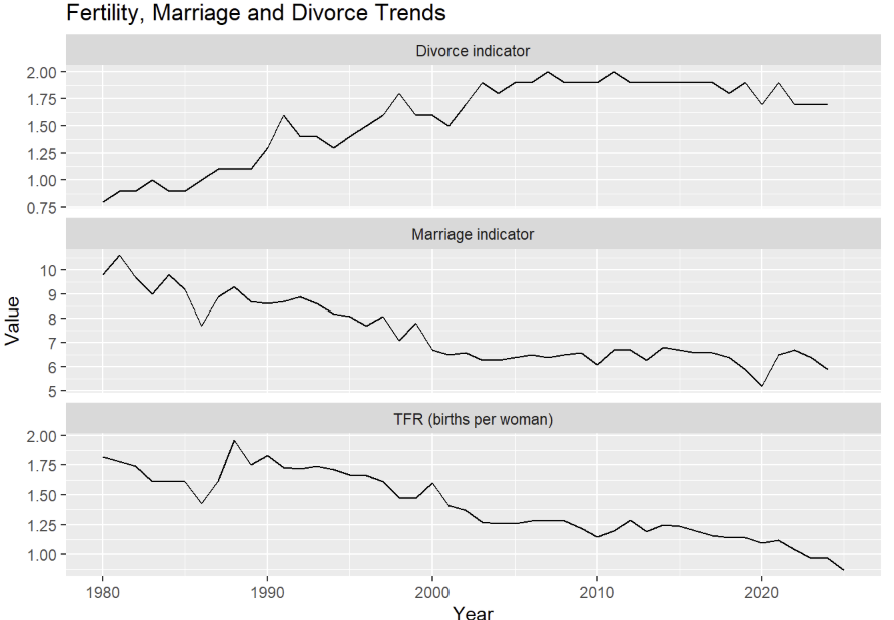 Fertility, Marriage and Divorce Trends
Divorce indicator
2.00
1.75
1.50
1.25
1.00
0.75
Marriage indicator
10
9
8
7
6
5
Value
TFR (births per woman)
2.00
1.75
1.50
1.25
1.00
1980 1990 2000 2010 2020
Year